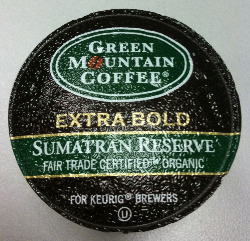 GREEN
MOUNTAIN
COFFEE®
EXTRA BOLD
SUMATRAN RESERVE
FAIR TRADE CERTIFIED™ ORGANIC
FOR KEURIG® BREWERS
U